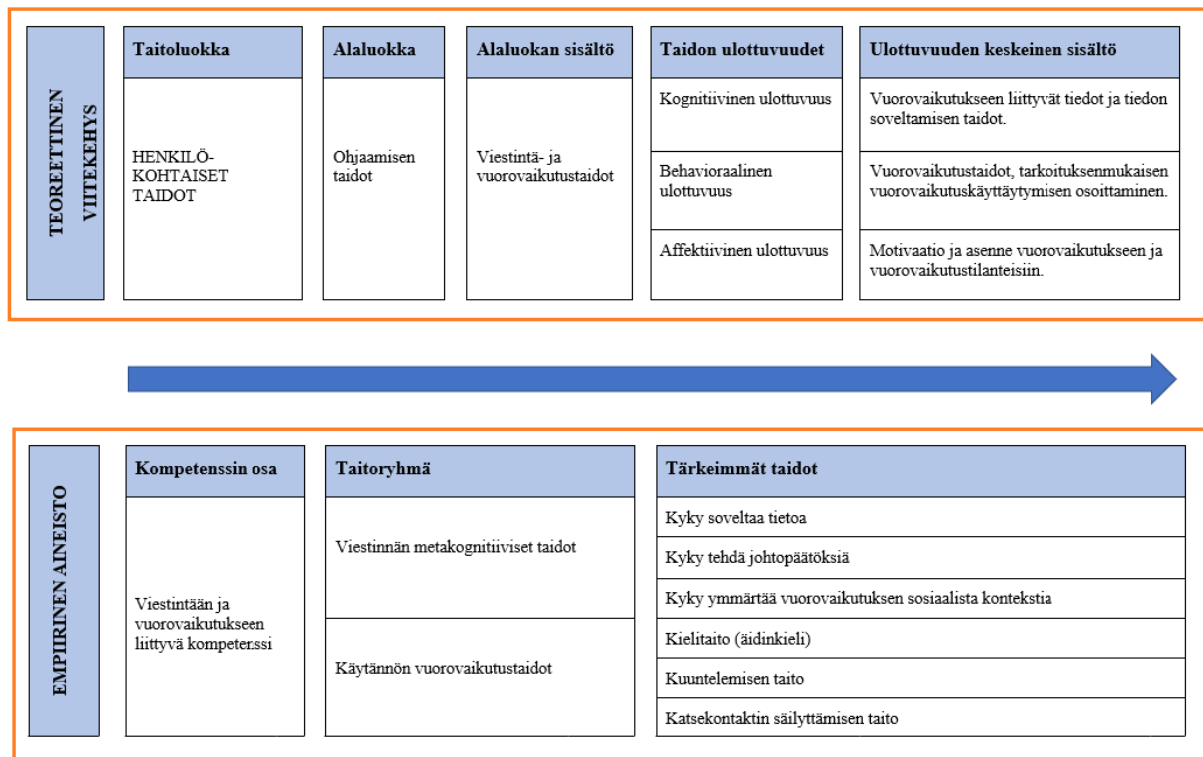 TEOREETTINEN
VIITEKEHYS
Taitoluokka
HENKILÖ-
KOHTAISET
TAIDOT
Alaluokka
Ohjaamisen
taidot
Alaluokan sisältö
Viestintä- ja
vuorovaikutustaidot
Taidon ulottuvuudet
Kognitiivinen ulottuvuus
Behavioraalinen
ulottuvuus
Affektiivinen ulottuvuus
Ulottuvuuden keskeinen sisältö
Vuorovaikutukseen liittyvät tiedot ja tiedon
soveltamisen taidot.
Vuorovaikutustaidot, tarkoituksenmukaisen
vuorovaikutuskäyttäytymisen osoittaminen.
Motivaatio ja asenne vuorovaikutukseen ja
vuorovaikutustilanteisiin.
EMPIIRINEN AINEISTO
Kompetenssin osa
Viestintään ja
vuorovaikutukseen
liittyvä kompetenssi
Taitoryhmä
Viestinnän metakognitiiviset taidot
Käytännön vuorovaikutustaidot
Tärkeimmät taidot
Kyky soveltaa tietoa
Kyky tehdä johtopäätöksiä
Kyky ymmärtää vuorovaikutuksen sosiaalista kontekstia
Kielitaito (äidinkieli)
Kuuntelemisen taito
Katsekontaktin säilyttämisen taito